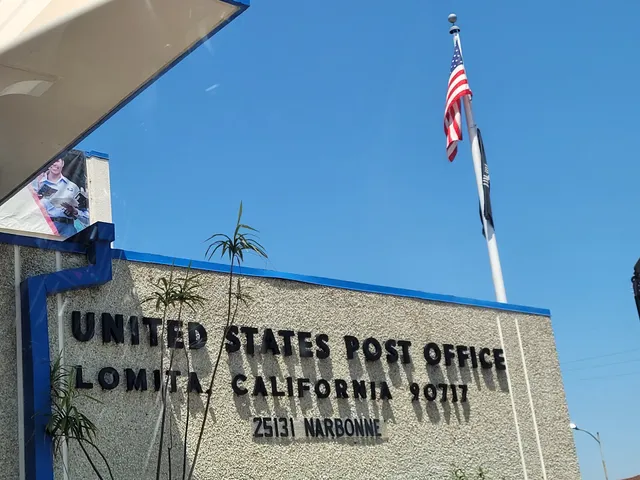 UNITED STATES POST OFFICE
LOMITA, CALIFORNIA 90717
25131 NARBONNE